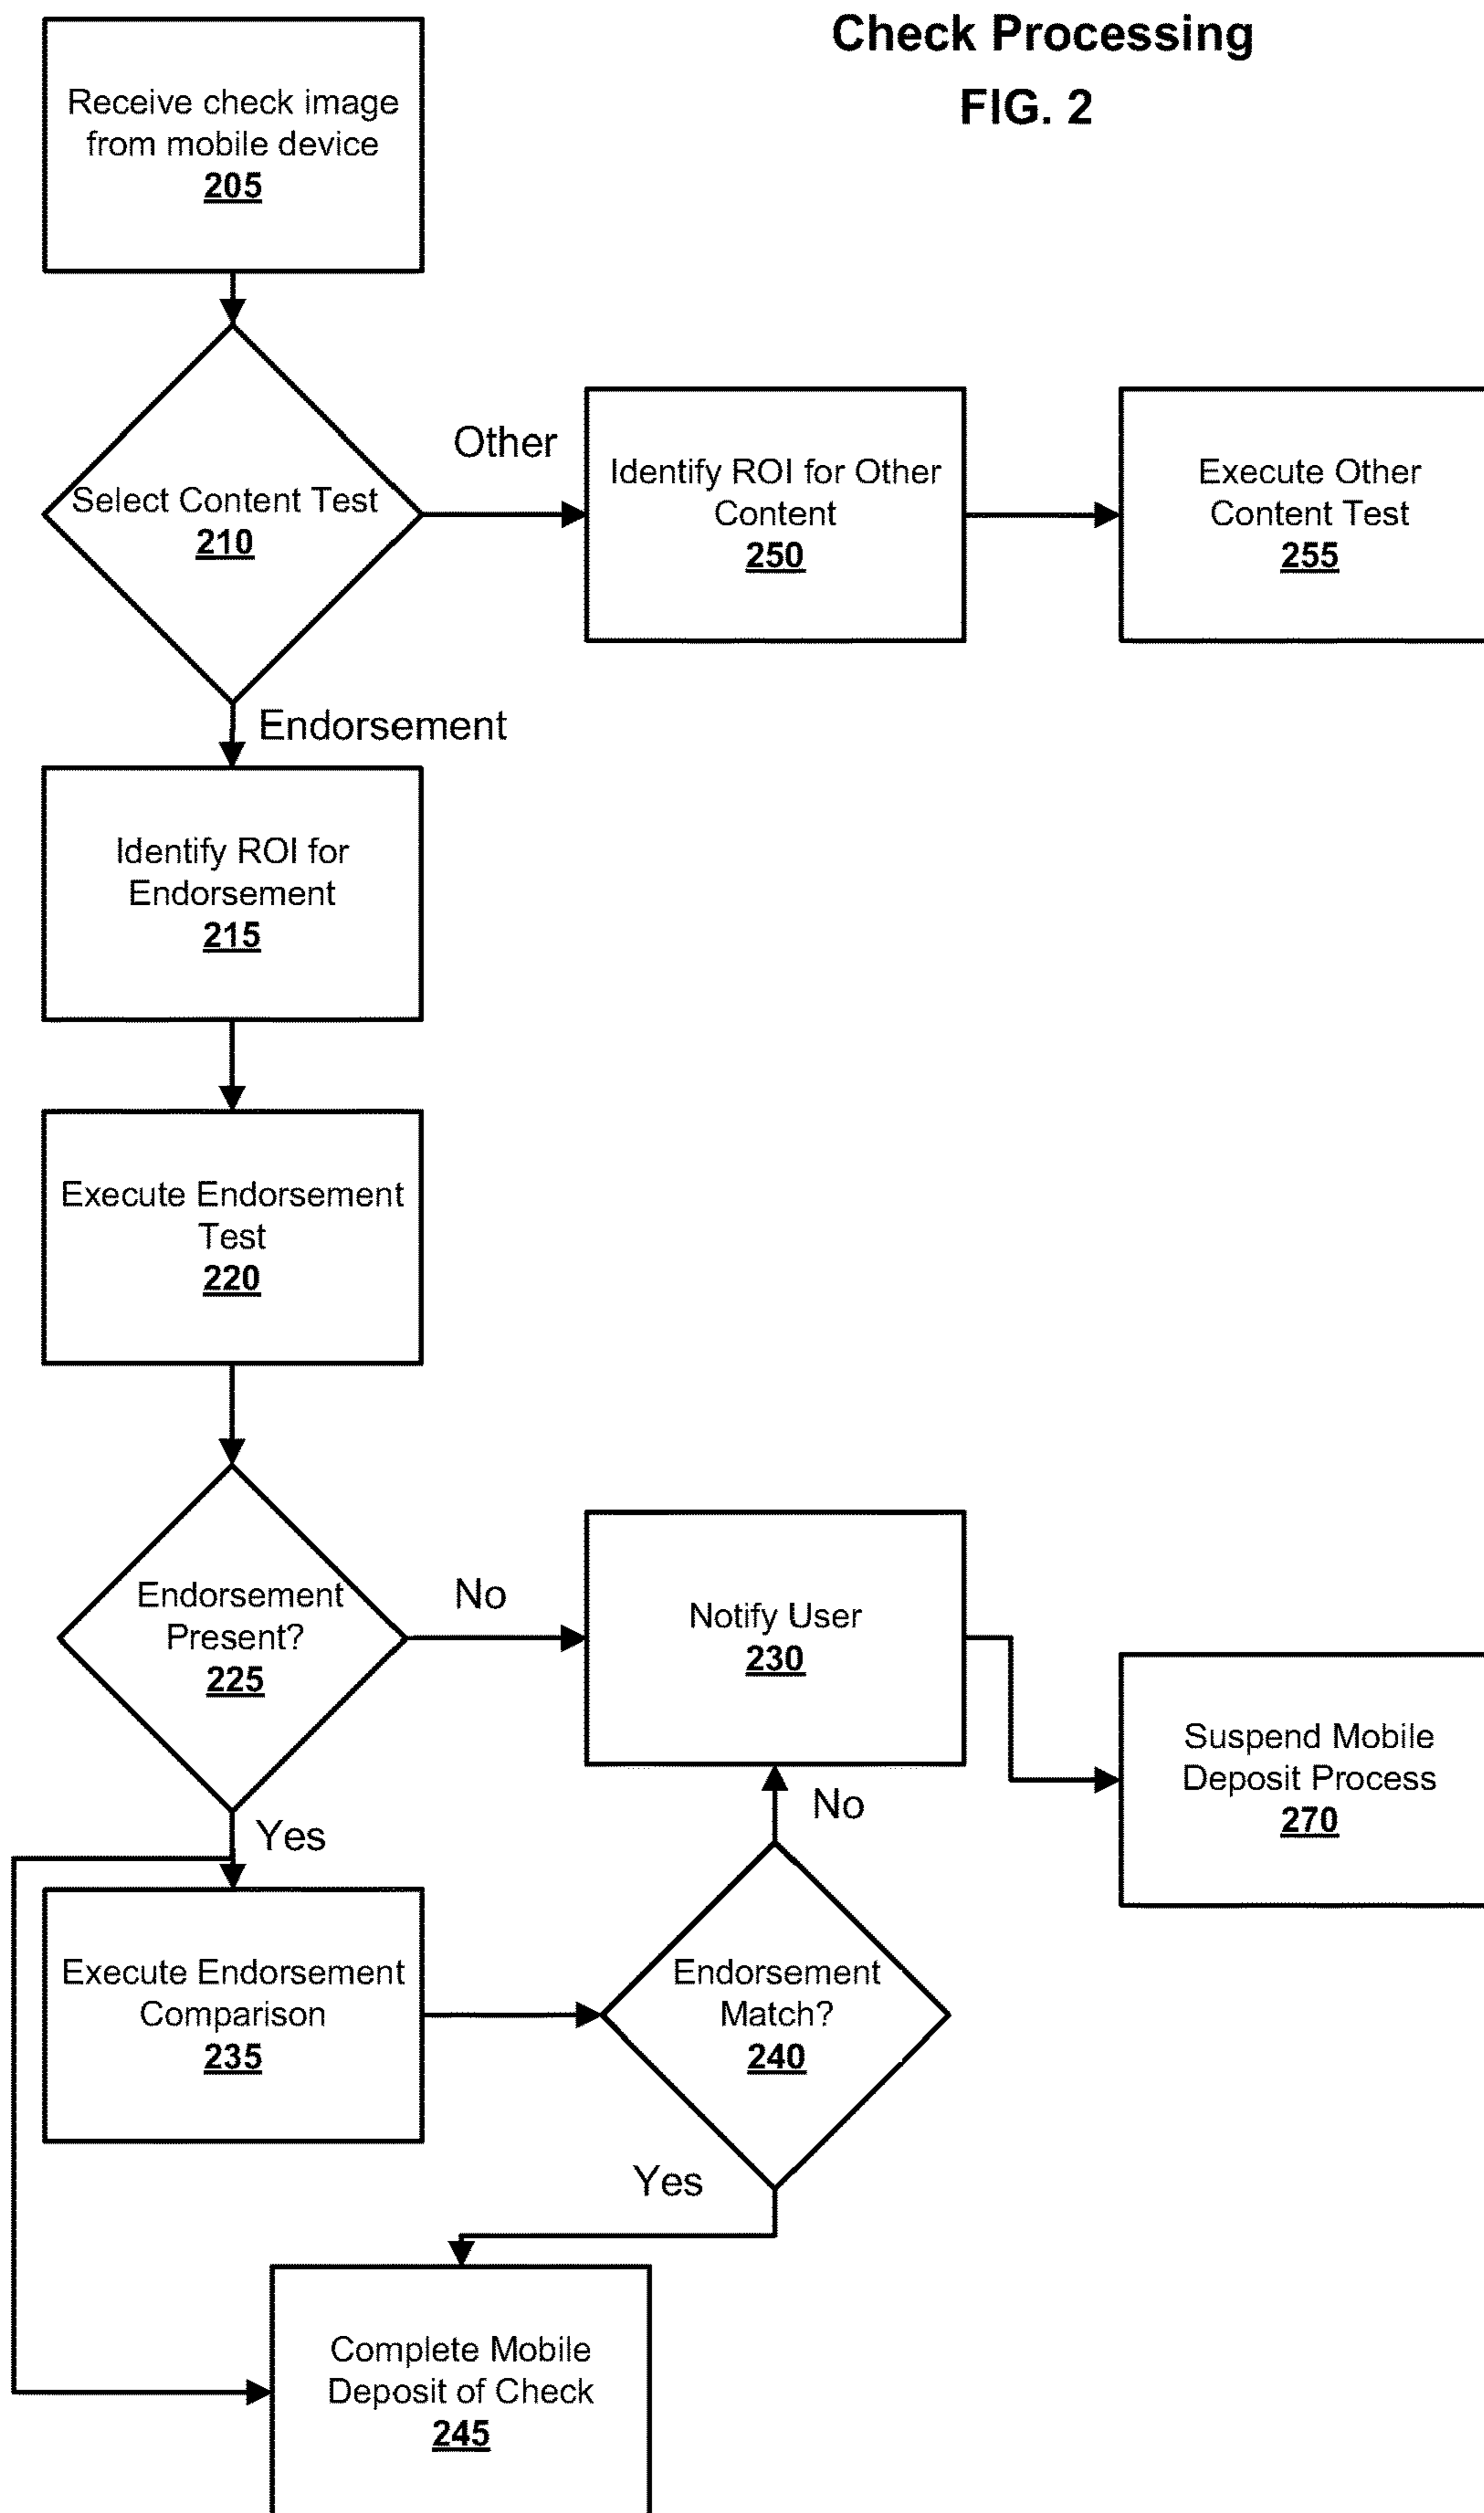 Check Processing
FIG. 2
Receive check image
from mobile device
205
Select Content Test
210
Other
Identify ROI for Other
Content
250
Execute Other
Content Test
255
Endorsement
Identify ROI for
Endorsement
215
Execute Endorsement
Test
220
Endorsement
Present?
225
No
Notify User
230
Suspend Mobile
Deposit Process
270
Yes
No
Execute Endorsement
Comparison
235
Endorsement
Match?
240
Yes
Complete Mobile
Deposit of Check
245